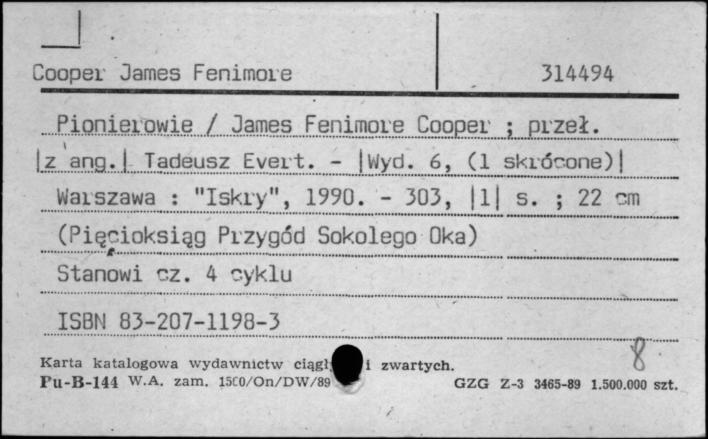 Cooper James Fenimore 314494
Pionierowie / James Fenimore Cooper ; przeł.
|z ang.| Tadeusz Evert. - |Wyd. 6, (1 skrócone)|
Warszawa : "Iskry", 1990. - 303, |1| s. ; 22 cm
(Pięcioksiąg Przygód Sokolego Oka)
Stanowi cz. 4 cyklu
ISBN 83-207-1198-3
8
Karta katalogowa wydawnictw i zwartych.
Pu-B-144 W.A. zam. 1500/On/DW/89 GZG Z-3 3465-89 1.500.000 szt.